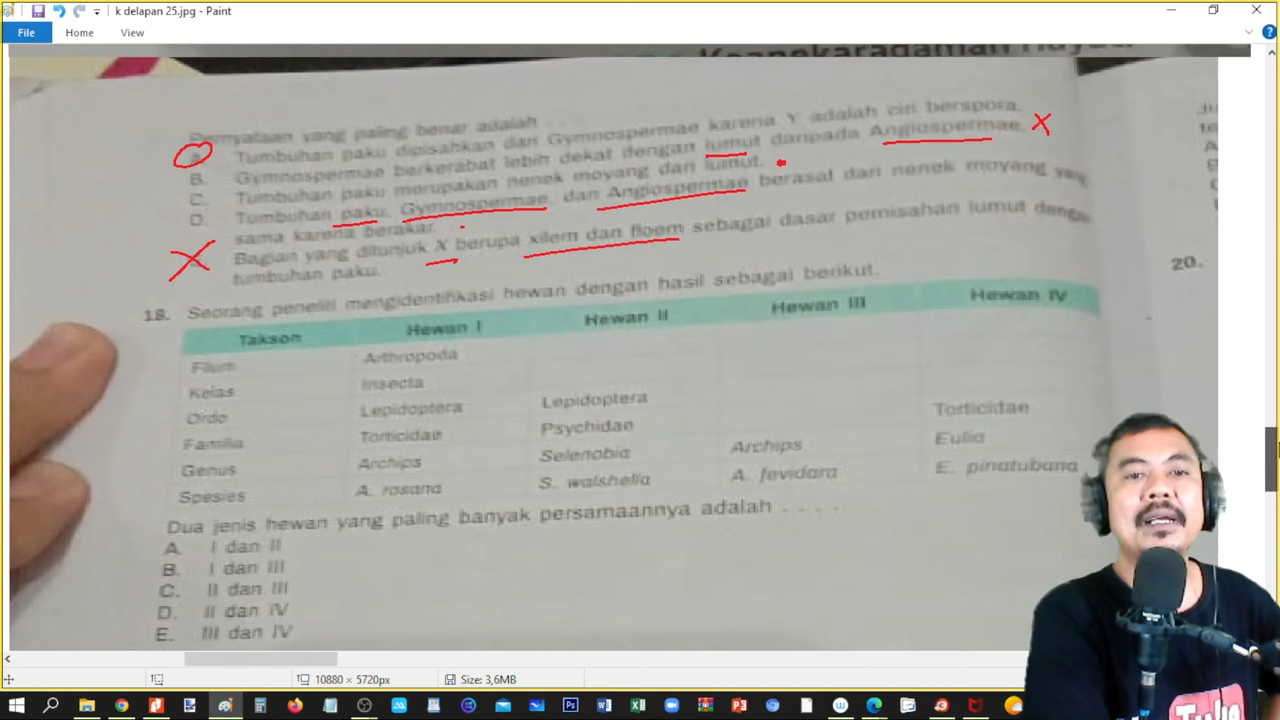 k delapan 25.jpg - Paint
File Home View
Keanekaragaman Hayati
Pernyataan yang paling benar adalah
A. Tumbuhan paku dipisahkan dari Gymnospermae karena Y adalah ciri berspora.
B. Gymnospermae berkerabat lebih dekat dengan lumut daripada Angiospermae.
C. Tumbuhan paku merupakan nenek moyang dari lumut.
D. Tumbuhan paku, Gymnospermae, dan Angiospermae berasal dari nenek moyang yang
sama karena berakar.
Bagian yang ditunjuk X berupa xilem dan floem sebagai dasar pemisahan lumut dengan
tumbuhan paku.
18. Seorang peneliti mengidentifikasi hewan dengan hasil sebagai berikut.
Takson Hewan I Hewan II Hewan III Hewan IV
Filum Arthropoda
Kelas Insecta
Ordo Lepidoptera Lepidoptera
Familia Torticidae Psychidae Torticidae
Genus Archips Selenobia Archips Eulia
Spesies A. rosana S. walshella A. fevidara E. pinatubana
Dua jenis hewan yang paling banyak persamaannya adalah . . . .
A. I dan II
B. I dan III
C. II dan III
D. II dan IV
E. III dan IV
20.
10880 × 5720px
Size: 3,6MB